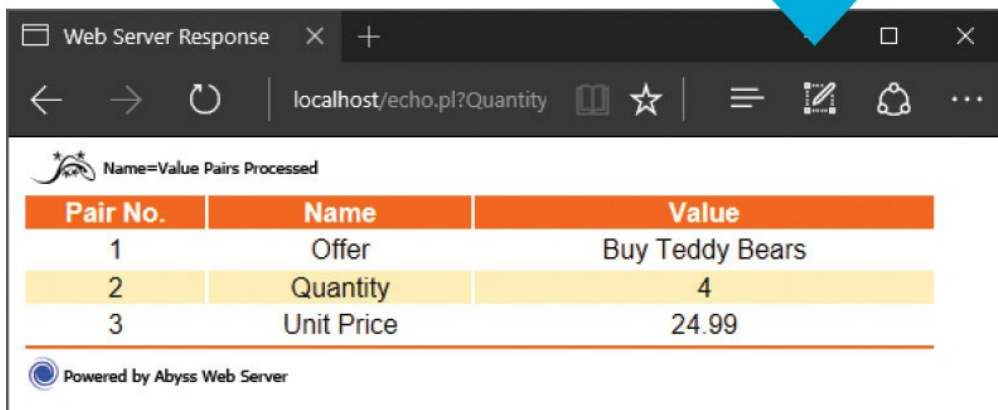 Web Server Response
localhost/echo.pl?Quantity
Name=Value Pairs Processed
Pair No. Name Value
1 Offer Buy Teddy Bears
2 Quantity 4
3 Unit Price 24.99
Powered by Abyss Web Server